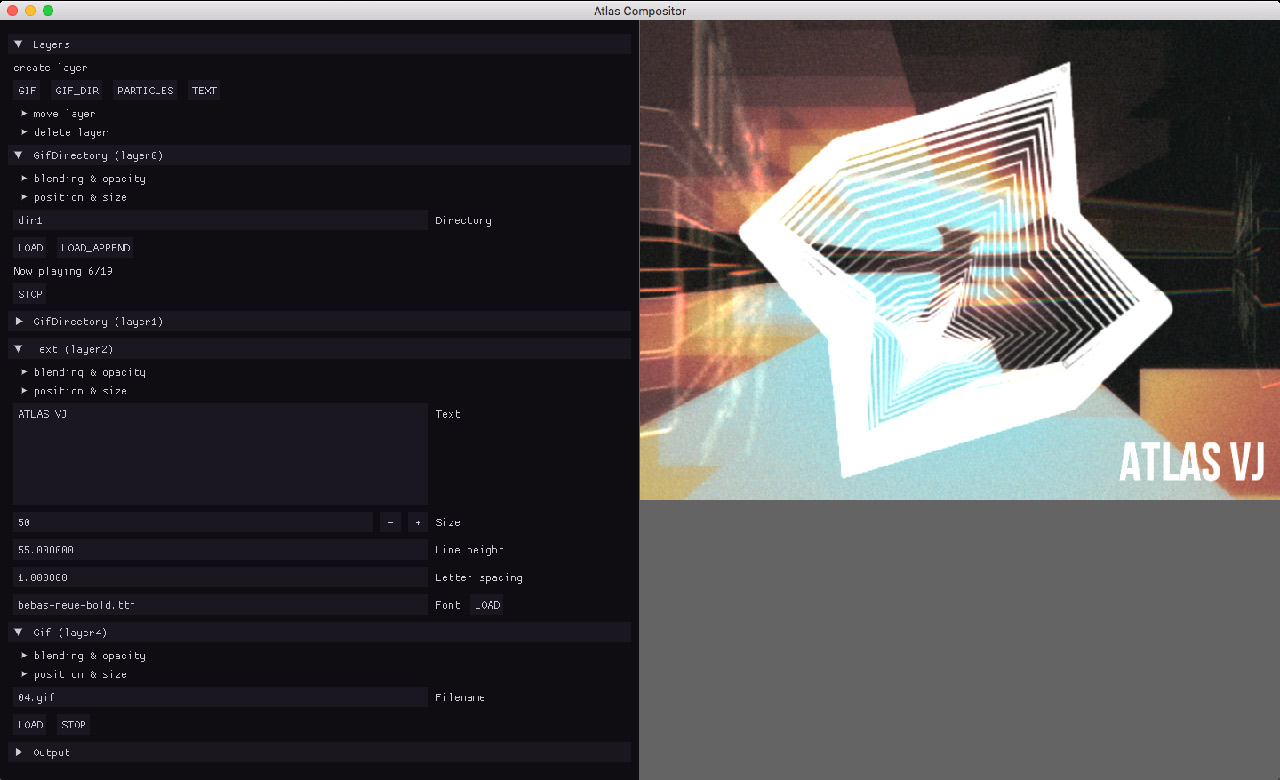 Atlas Compositor
Layers
create layer
GIF GIF_DIR PARTICLES TEXT
move layer
delete layer
GifDirectory (layer0)
blending & opacity
position & size
dir1 Directory
LOAD LOAD_APPEND
Now playing 6/19
STOP
GifDirectory (layer1)
Text (layer2)
blending & opacity
position & size
ATLAS VJ Text
50 - + Size
55.000000 Line height
1.000000 Letter spacing
bebas-neue-bold.ttf Font LOAD
Gif (layer4)
blending & opacity
position & size
04.gif Filename
LOAD STOP
Output
ATLAS VJ